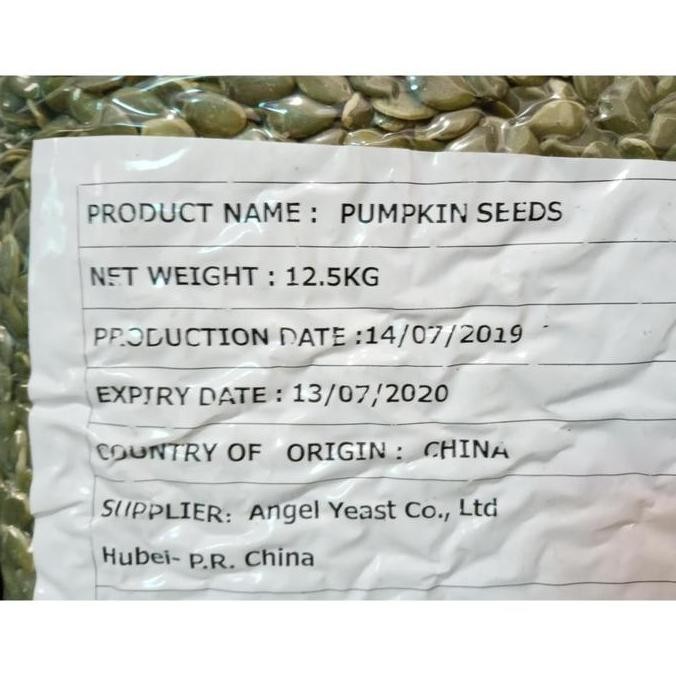 PRODUCT NAME : PUMPKIN SEEDS
NET WEIGHT : 12.5KG
PRODUCTION DATE :14/07/2019
EXPIRY DATE : 13/07/2020
COUNTRY OF ORIGIN : CHINA
SUPPLIER: Angel Yeast Co., Ltd
Hubei- P.R. China